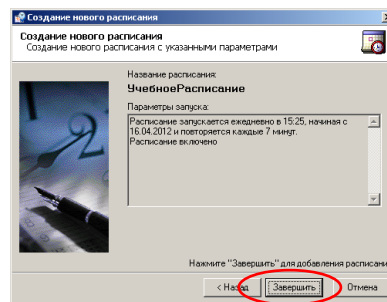 Создание нового расписания
Создание нового расписания
Создание нового расписания с указанными параметрами
Название расписания:
УчебноеРасписание
Параметры запуска:
Расписание запускается ежедневно в 15:25, начиная с
16.04.2012 и повторяется каждые 7 минут.
Расписание включено
Нажмите "Завершить" для добавления расписани
< Назад Завершить Отмена